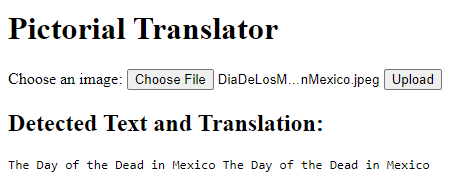 Pictorial Translator
Choose an image: Choose File DiaDeLosM...nMexico.jpeg Upload
Detected Text and Translation:
The Day of the Dead in Mexico The Day of the Dead in Mexico